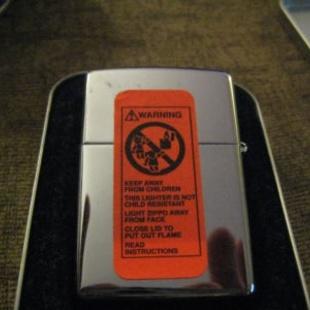 WARNING
KEEP AWAY
FROM CHILDREN
THIS LIGHTER IS NOT
CHILD RESISTANT
LIGHT ZIPPO AWAY
FROM FACE
CLOSE LID TO
PUT OUT FLAME
READ
INSTRUCTIONS